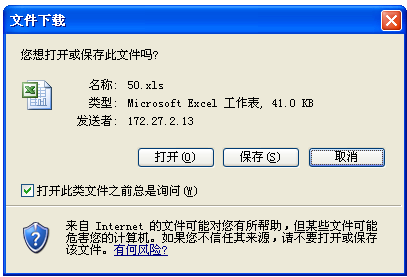 文件下载
您想打开或保存此文件吗?
名称: 50.xls
类型: Microsoft Excel 工作表, 41.0 KB
发送者: 172.27.2.13
打开(O) 保存(S) 取消
打开此类文件之前总是询问(W)
来自 Internet 的文件可能对您有所帮助,但某些文件可能
危害您的计算机。如果您不信任其来源,请不要打开或保存
该文件。有何风险?